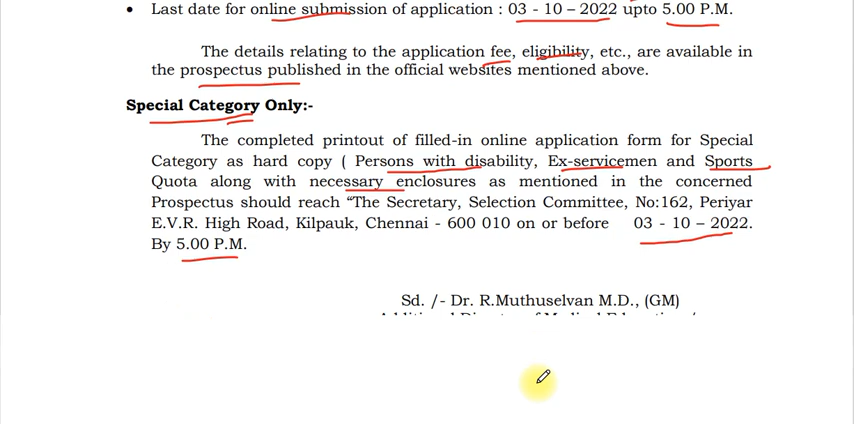 • Last date for online submission of application : 03 - 10 – 2022 upto 5.00 P.M.
The details relating to the application fee, eligibility, etc., are available in
the prospectus published in the official websites mentioned above.
Special Category Only:-
The completed printout of filled-in online application form for Special
Category as hard copy ( Persons with disability, Ex-servicemen and Sports
Quota along with necessary enclosures as mentioned in the concerned
Prospectus should reach “The Secretary, Selection Committee, No:162, Periyar
E.V.R. High Road, Kilpauk, Chennai - 600 010 on or before 03 - 10 – 2022.
By 5.00 P.M.
Sd. /- Dr. R.Muthuselvan M.D., (GM)